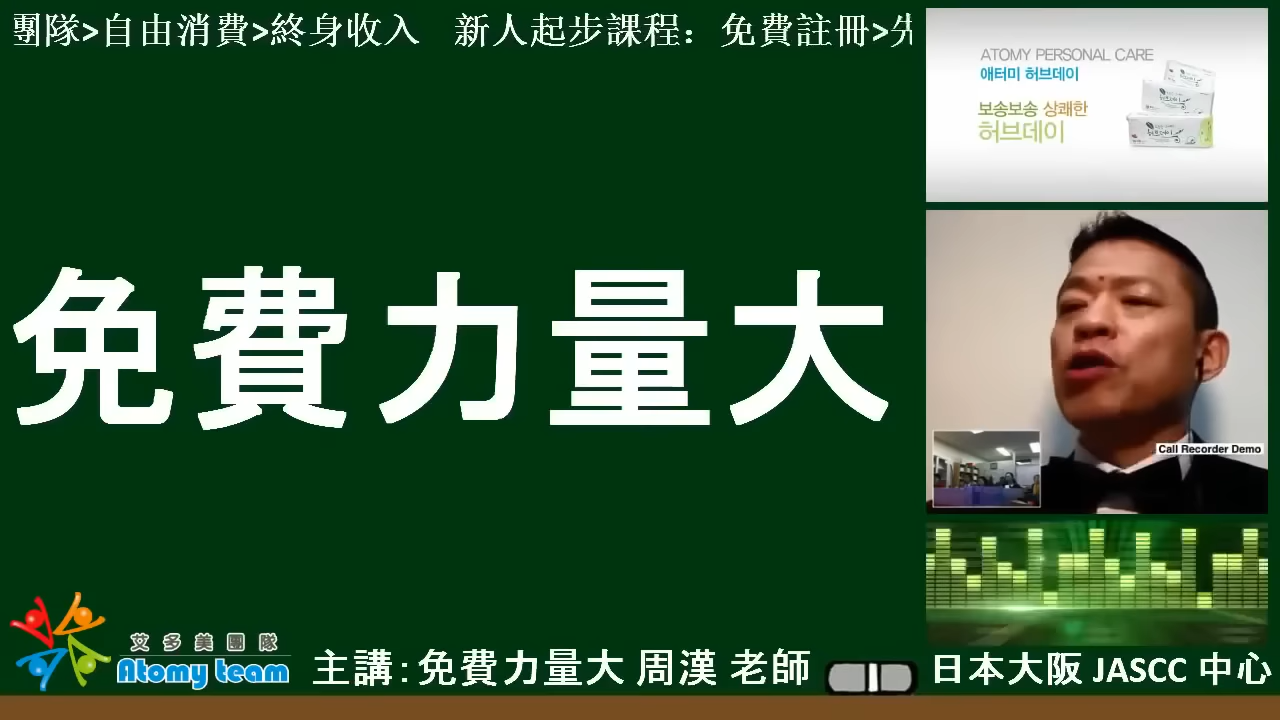 團隊>自由消費>終身收入 新人起步課程：免費註冊>先
ATOMY PERSONAL CARE
애터미 허브데이
보송보송 상쾌한
허브데이
免費力量大
Call Recorder Demo
艾多美團隊
Atomy team
主講：免費力量大 周漢 老師
日本大阪 JASCC 中心